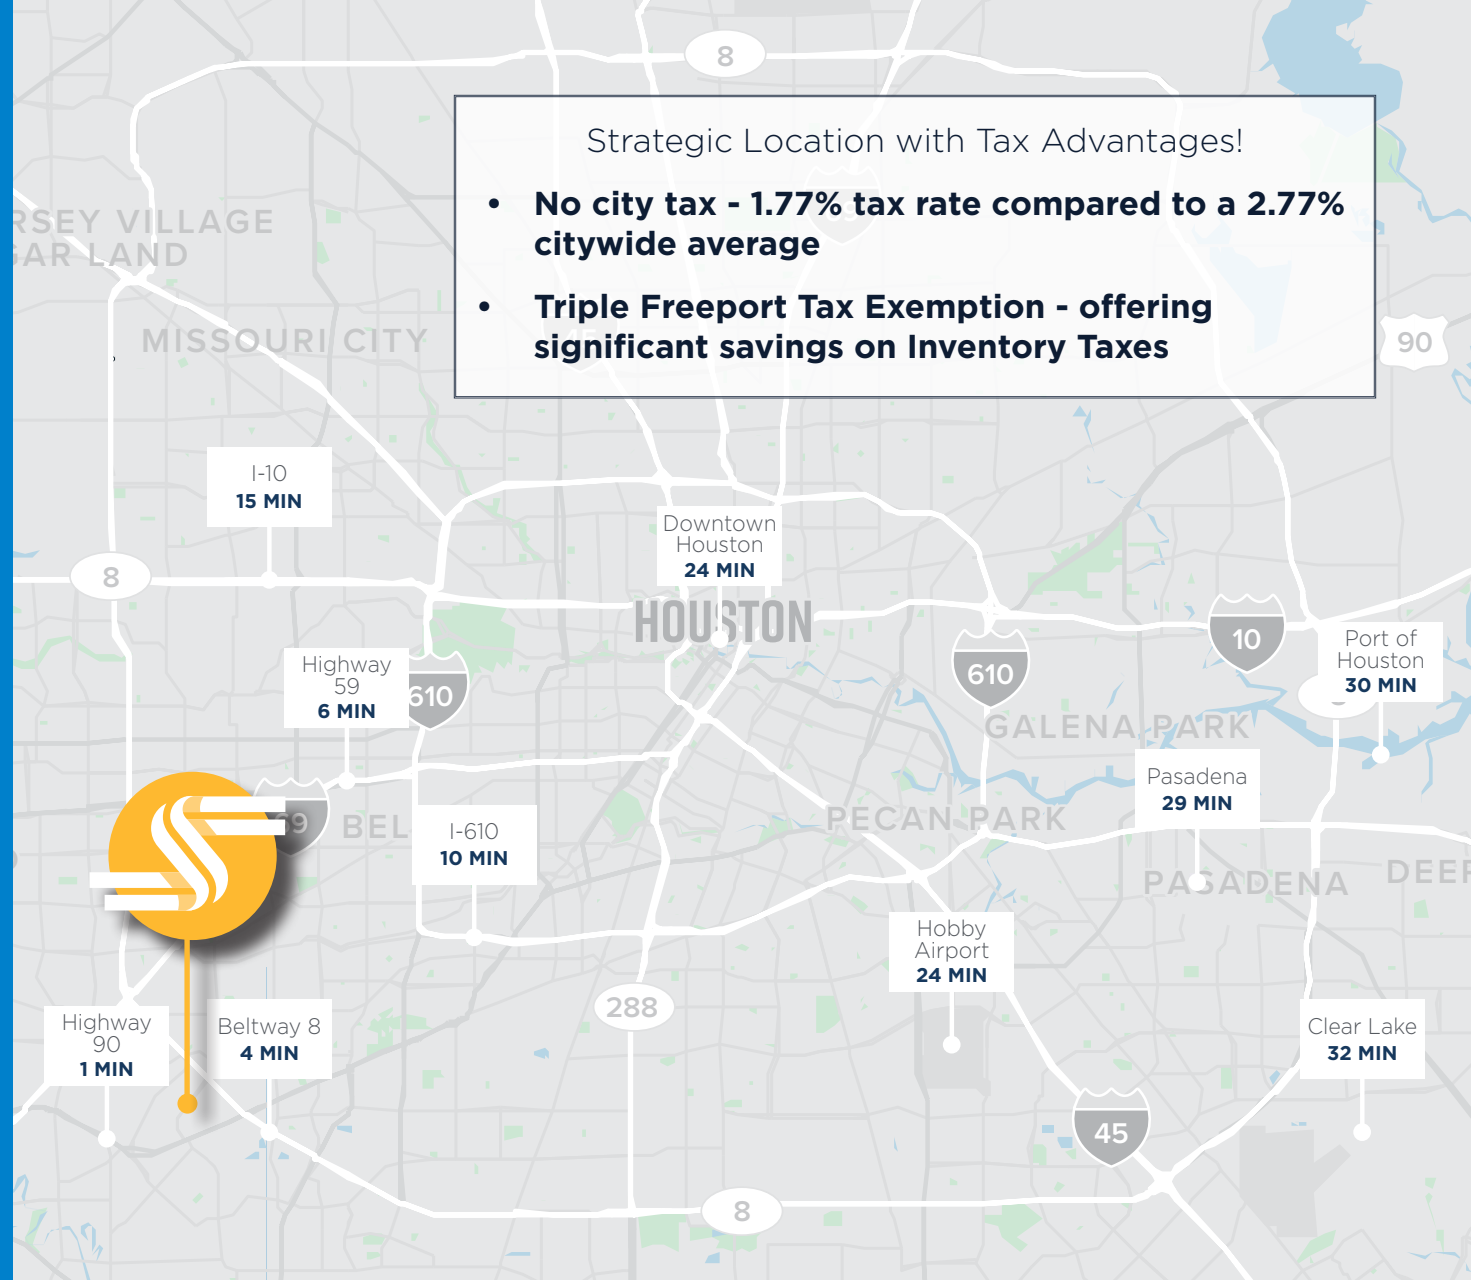 8
Strategic Location with Tax Advantages!
• No city tax - 1.77% tax rate compared to a 2.77%
citywide average
• Triple Freeport Tax Exemption - offering
significant savings on Inventory Taxes
RSEY VILLAGE
GAR LAND
MISSOURI CITY
90
I-10
15 MIN
Downtown
Houston
24 MIN
8
HOUSTON
10
Port of
Houston
30 MIN
Highway
59
6 MIN
610
610
GALENA PARK
Pasadena
29 MIN
69
BEL
I-610
10 MIN
PECAN PARK
PASADENA
DEER
Hobby
Airport
24 MIN
288
Highway
90
1 MIN
Beltway 8
4 MIN
Clear Lake
32 MIN
45
8